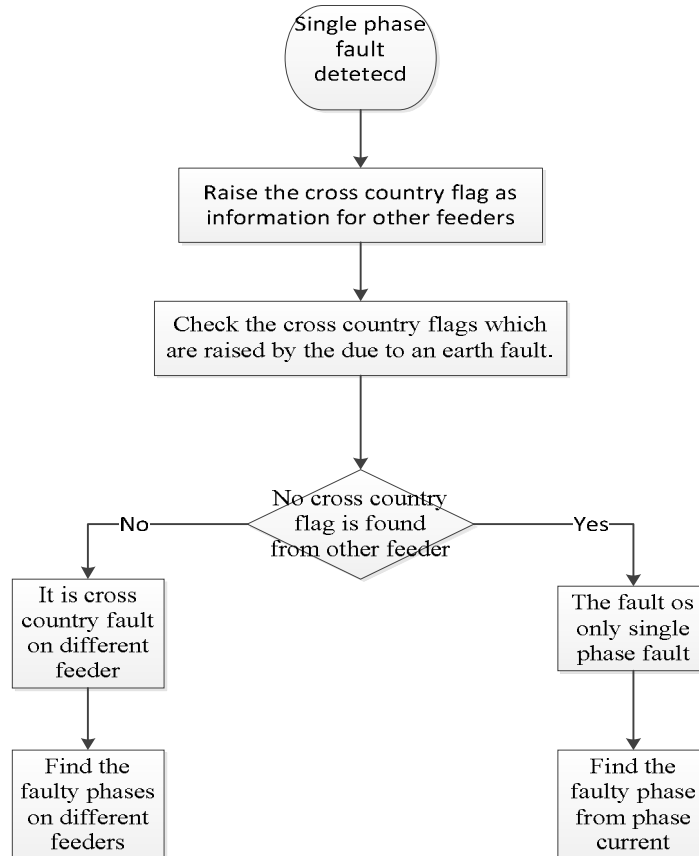 Single phase
fault
detetecd
Raise the cross country flag as
information for other feeders
Check the cross country flags which
are raised by the due to an earth fault.
No cross country
flag is found
from other feeder
No
Yes
It is cross
country fault
on different
feeder
The fault os
only single
phase fault
Find the
faulty phases
on different
feeders
Find the
faulty phase
from phase
current